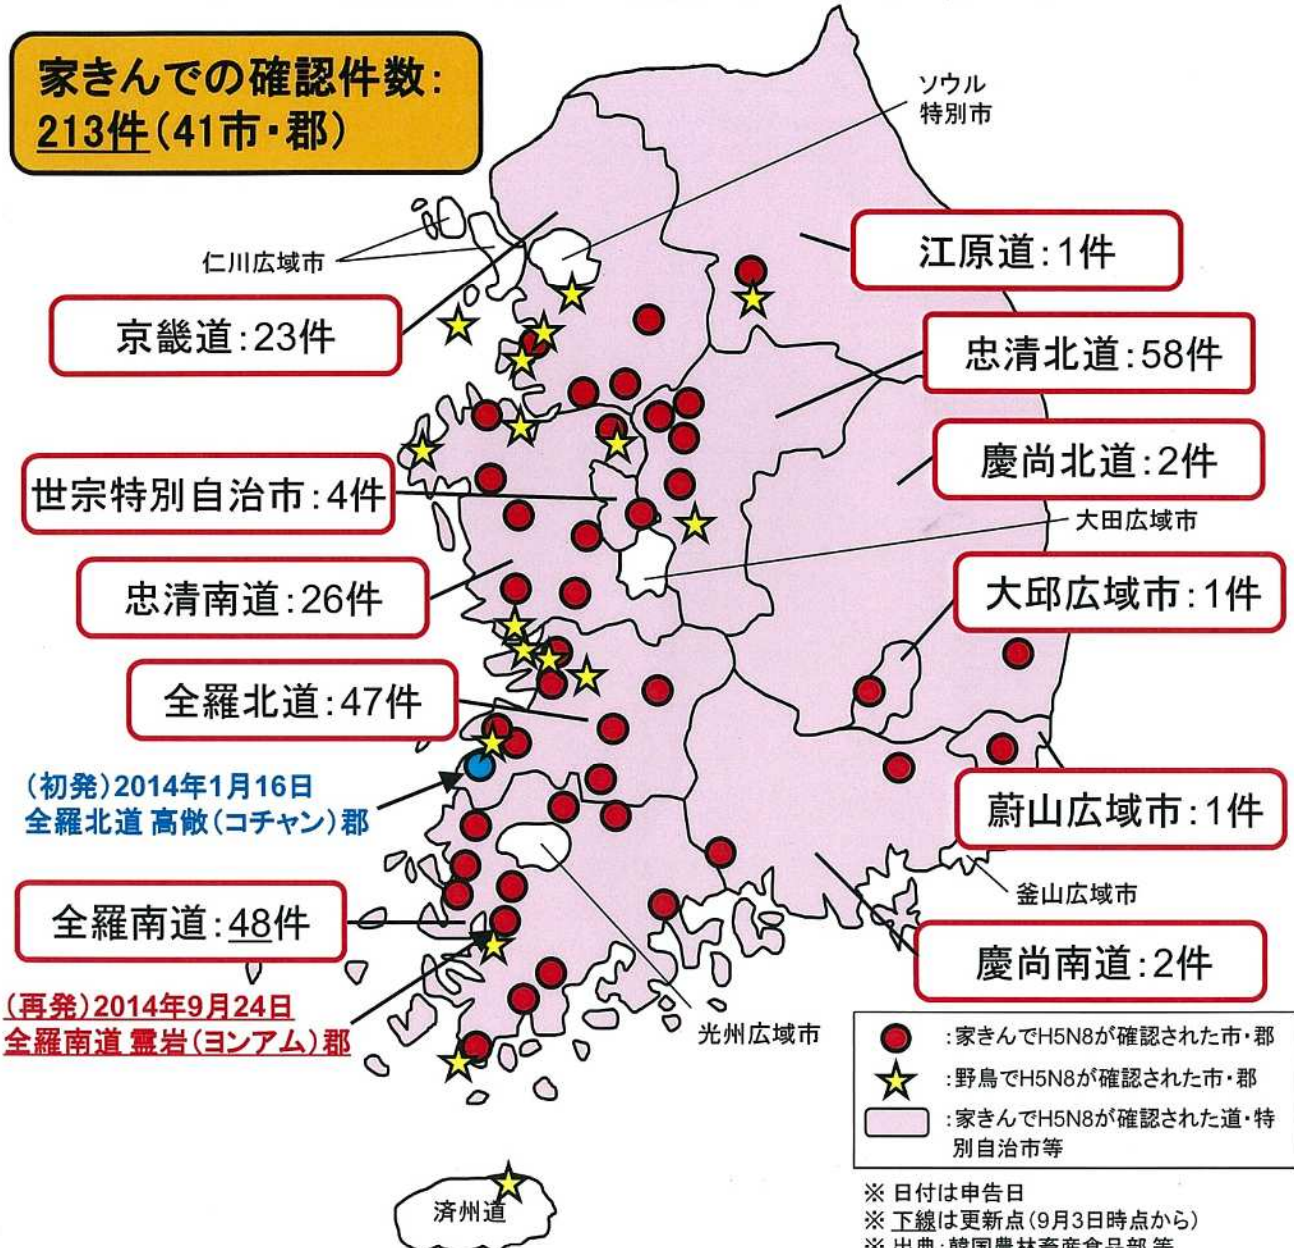 家きんでの確認件数:
213件(41市・郡)
ソウル
特別市
仁川広域市
江原道:1件
京畿道:23件
忠清北道:58件
慶尚北道:2件
世宗特別自治市:4件
大田広域市
忠清南道:26件
大邱広域市:1件
全羅北道:47件
(初発)2014年1月16日
全羅北道 高敞(コチャン)郡
蔚山広域市:1件
釜山広域市
全羅南道:48件
慶尚南道:2件
(再発)2014年9月24日
全羅南道 霊岩(ヨンアム)郡
光州広域市
:家きんでH5N8が確認された市・郡
:野鳥でH5N8が確認された市・郡
:家きんでH5N8が確認された道・特
別自治市等
済州道
※ 日付は申告日
※ 下線は更新点(9月3日時点から)
※ 出典:韓国農林畜産食品部 等